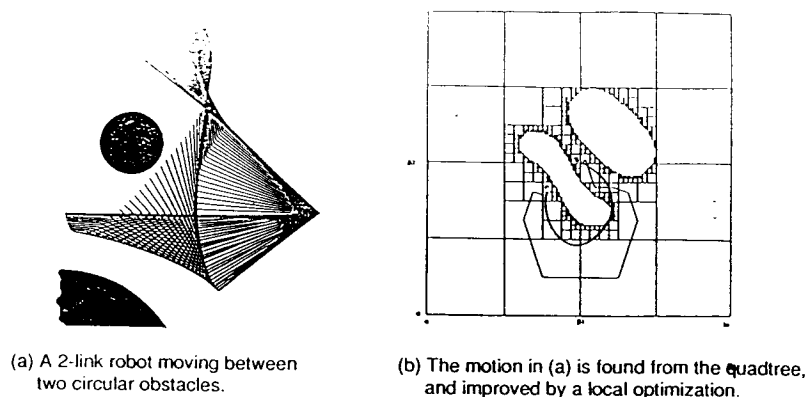 (a) A 2-link robot moving between
two circular obstacles.
(b) The motion in (a) is found from the quadtree,
and improved by a local optimization.